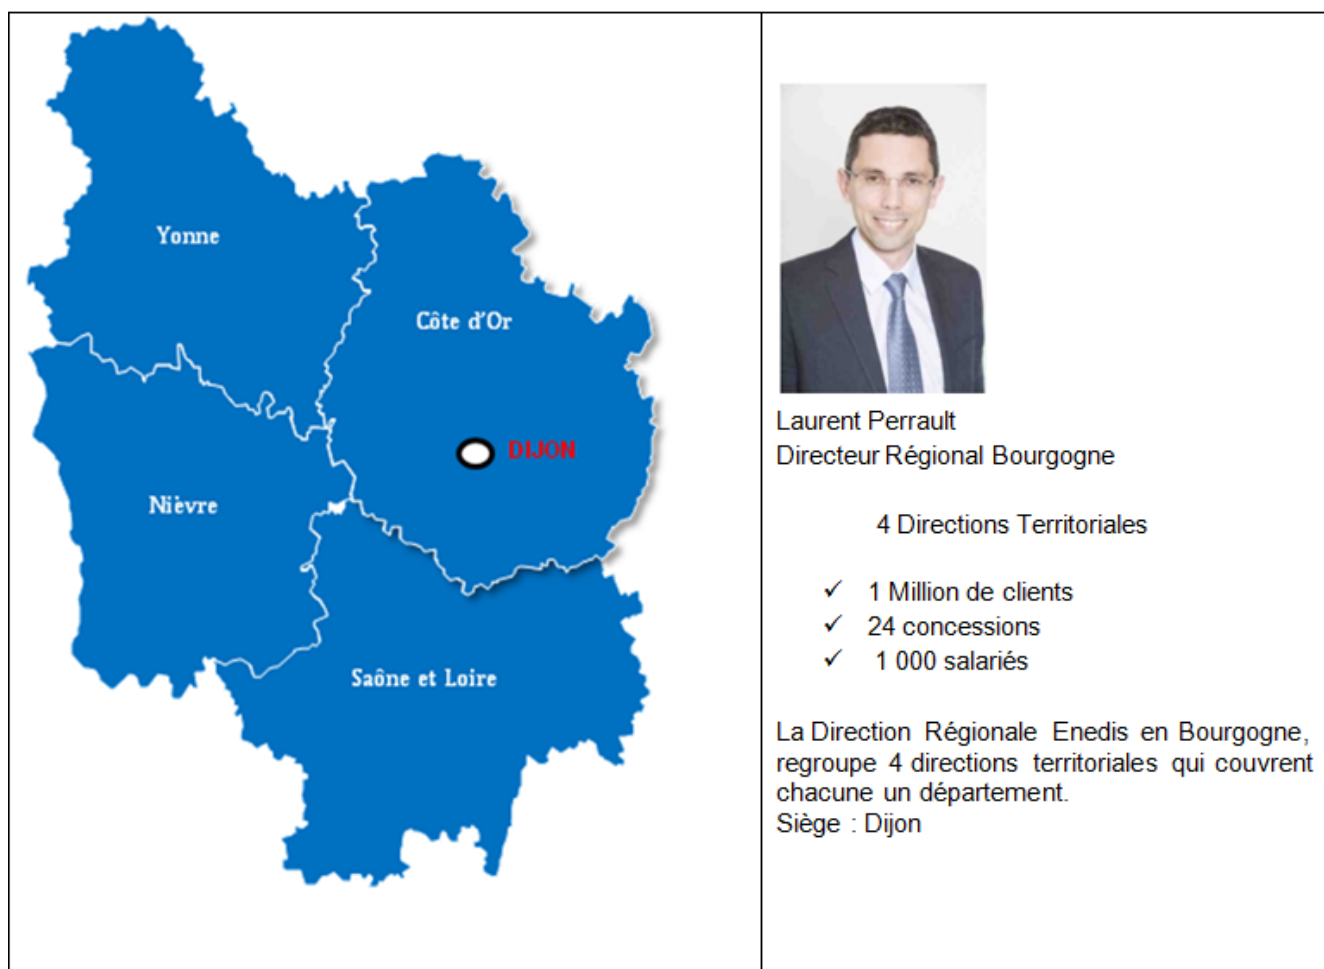 Yonne
Côte d'Or
DIJON
Nièvre
Saône et Loire
Laurent Perrault
Directeur Régional Bourgogne
4 Directions Territoriales
✓ 1 Million de clients
✓ 24 concessions
✓ 1 000 salariés
La Direction Régionale Enedis en Bourgogne,
regroupe 4 directions territoriales qui couvrent
chacune un département.
Siège : Dijon